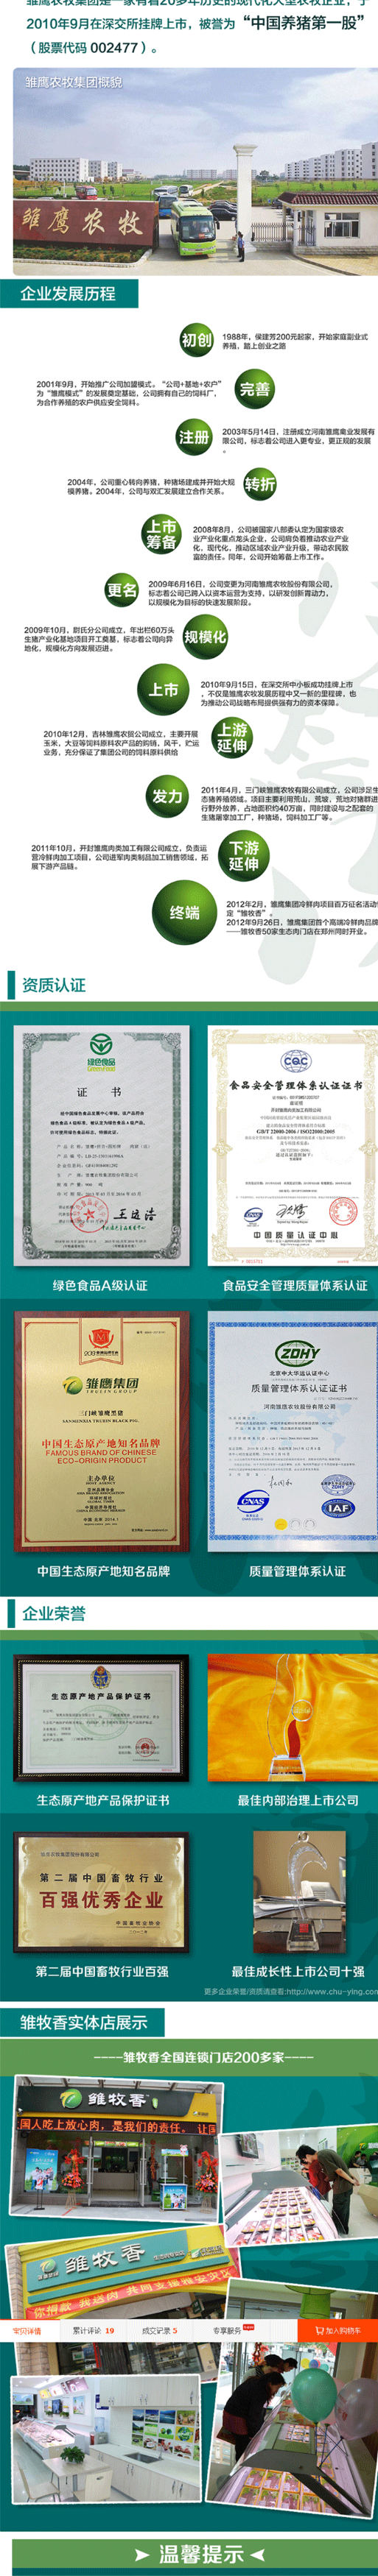 雏鹰农牧集团是一家有着20多年历史的现代化大型农牧企业，于
2010年9月在深交所挂牌上市，被誉为“中国养猪第一股”
（股票代码 002477）。
雏鹰农牧集团概貌
雏鹰农牧
企业发展历程
初创
1988年，侯建芳200元起家，开始家庭副业式
养殖，踏上创业之路
2001年9月，开始推广公司加盟模式。“公司+基地+农户”
为“雏鹰模式”的发展奠定基础，公司拥有自己的饲料厂，
为合作养殖的农户供应安全饲料。
完善
注册
2003年5月14日，注册成立河南雏鹰禽业发展有
限公司，标志着公司进入更专业，更正规的发展
。
2004年，公司重心转向养猪，种猪场建成并开始大规
模养猪。2004年，公司与双汇发展建立合作关系。
转折
上市
筹备
2008年8月，公司被国家八部委认定为国家级农
业产业化重点龙头企业，公司肩负着推动农业产业
化、现代化，推动区域农业产业升级，带动农民致
富的责任。同年，公司开始筹备上市工作。
更名
2009年6月16日，公司变更为河南雏鹰农牧股份有限公司，
标志着公司已跨入以资本运营为支持，以研发创新冑动力，
以规模化为目标的快速发展阶段。
2009年10月，尉氏分公司成立，年出栏60万头
生猪产业化基地项目开工奠基，标志着公司向异
地化，规模化方向发展迈进。
规模化
上市
2010年9月15日，在深交所中小板成功挂牌上市
，不仅是雏鹰农牧发展历程中又一新的里程碑，也
为推动公司战略布局提供强有力的资本保障。
2010年12月，吉林雏鹰农贸公司成立，主要开展
玉米，大豆等饲料原料农产品的购销，风干，贮运
业务，充分保证了集团公司的饲料原料供给
上游
延伸
发力
2011年4月，三门峡雏鹰农牧有限公司成立，公司涉足生
态猪养殖领域。项目主要利用荒山，荒坡，荒地对猪群进
行野外放养，占地面积约40万亩，同时建设与之配套的
生猪屠宰加工厂，种猪场，饲料加工厂等。
2011年10月，开封雏鹰肉类加工有限公司成立，负责运
营冷鲜肉加工项目，公司进军肉类制品加工销售领域，拓
展下游产品链。
下游
延伸
终端
2012年2月，雏鹰集团冷鲜肉项目百万征名活动
定“雏牧香”。
2012年9月26日，雏鹰集团首个高端冷鲜肉品牌
——雏牧香50家生态肉门店在郑州同时开业。
资质认证
绿色食品
GreenFood
证 书
CQC
食品安全管理体系认证证书
中国质量认证中心
绿色食品A级认证
食品安全管理质量体系认证
雏鹰集团
三门峡雏鹰黑猪
SANMENXIA TRUEIN BLACK PIG.
中国生态原产地知名品牌
FAMOUS BRAND OF CHINESE
ECO-ORIGIN PRODUCT
主办单位
中国 北京 2014.1
ZDHY
北京中大华远认证中心
质量管理体系认证证书
河南雏鹰农牧股份有限公司
CNAS
IAF
中国生态原产地知名品牌
质量管理体系认证
企业荣誉
生态原产地产品保护证书
生态原产地产品保护证书
最佳内部治理上市公司
第二届中国畜牧行业
百强优秀企业
中国畜牧业协会
第二届中国畜牧行业百强
最佳成长性上市公司十强
更多企业荣誉/资质请查看:http://www.chu-ying.com
雏牧香实体店展示
----雏牧香全国连锁门店200多家----
雏牧香
国人吃上放心肉，是我们的责任。 让国
雏牧香
你捐款 我送肉 共同支援雅安灾区
宝贝详情
累计评论 19
成交记录 5
专享服务
加入购物车
温馨提示